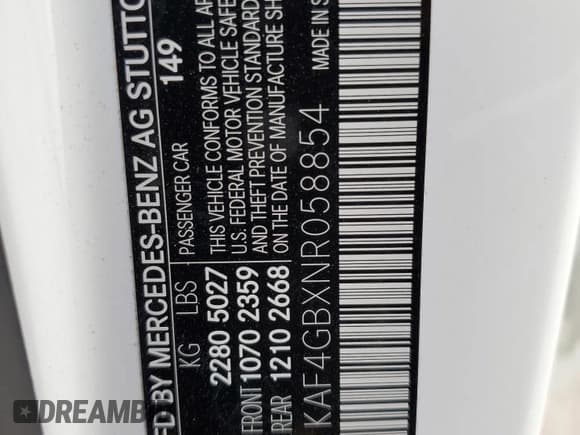 ED BY MERCEDES-BENZ AG STUTTG
149
KG LBS PASSENGER CAR
2280 5027 THIS VEHICLE CONFORMS TO ALL AP
FRONT 1070 2359 U.S. FEDERAL MOTOR VEHICLE SAFE
REAR 1210 2668 AND THEFT PREVENTION STANDARD
ON THE DATE OF MANUFACTURE SH
KAF4GBXNR058854 MADE IN S
DREAMB